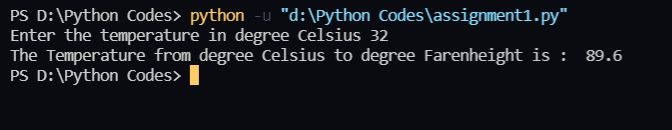 PS D:\Python Codes> python -u "d:\Python Codes\assignment1.py"
Enter the temperature in degree Celsius 32
The Temperature from degree Celsius to degree Farenheight is :  89.6
PS D:\Python Codes>